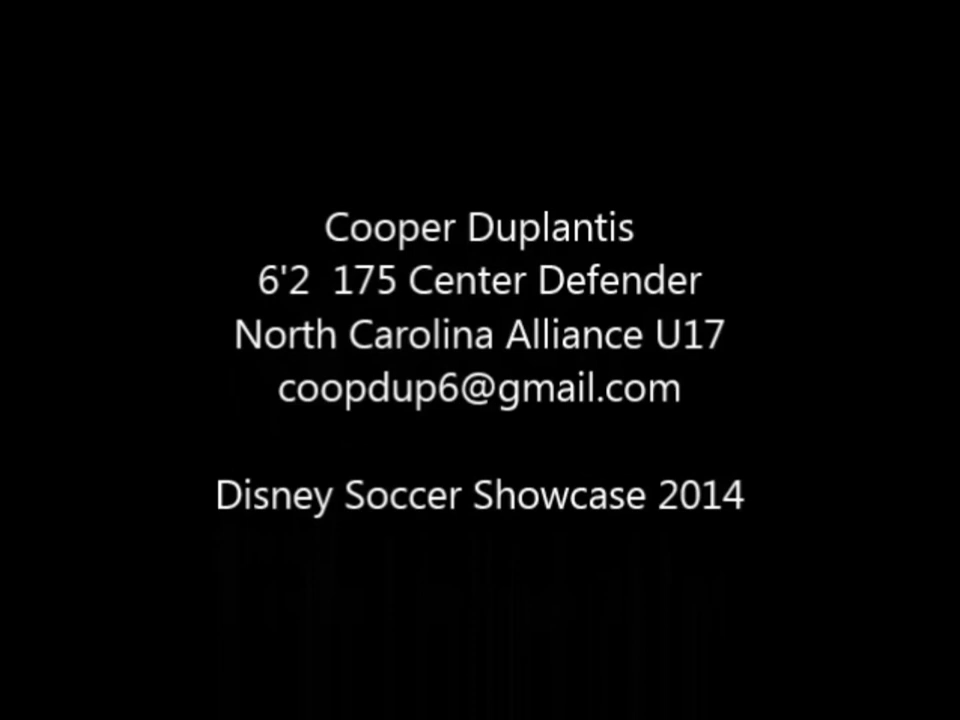 Cooper Duplantis
6'2  175 Center Defender
North Carolina Alliance U17
coopdup6@gmail.com
Disney Soccer Showcase 2014